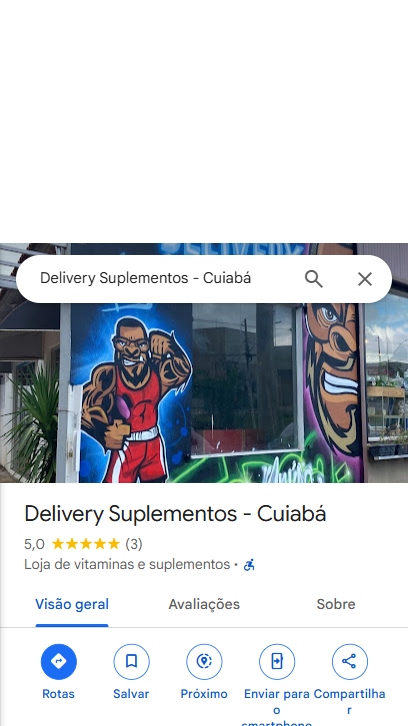 DELIVERY
Delivery Suplementos - Cuiabá
Delivery Suplementos - Cuiabá
5,0 (3)
Loja de vitaminas e suplementos ·
Visão geral Avaliações Sobre
Rotas Salvar Próximo Enviar para o smartphone Compartilhar